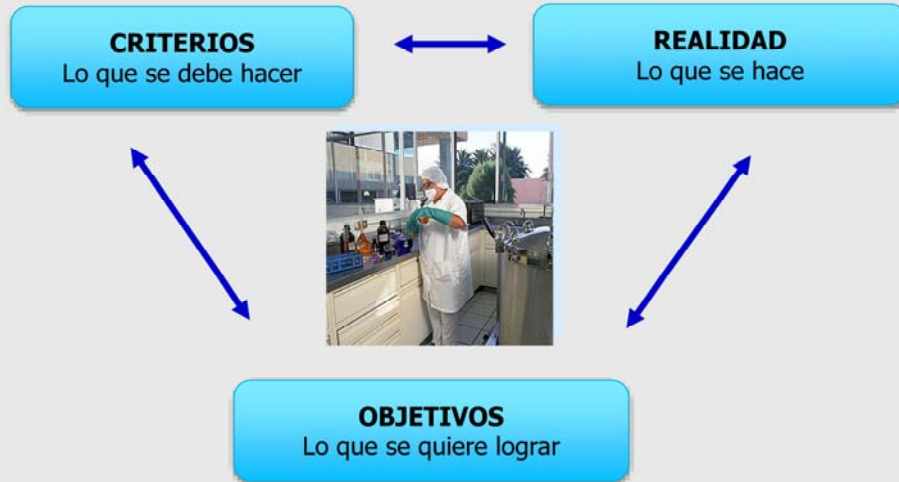 CRITERIOS
Lo que se debe hacer
REALIDAD
Lo que se hace
OBJETIVOS
Lo que se quiere lograr